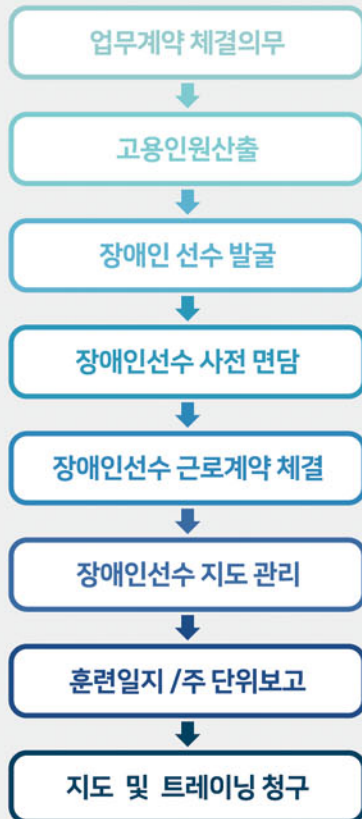 업무계약 체결의무
고용인원산출
장애인 선수 발굴
장애인선수 사전 면담
장애인선수 근로계약 체결
장애인선수 지도 관리
훈련일지 /주 단위보고
지도 및 트레이닝 청구